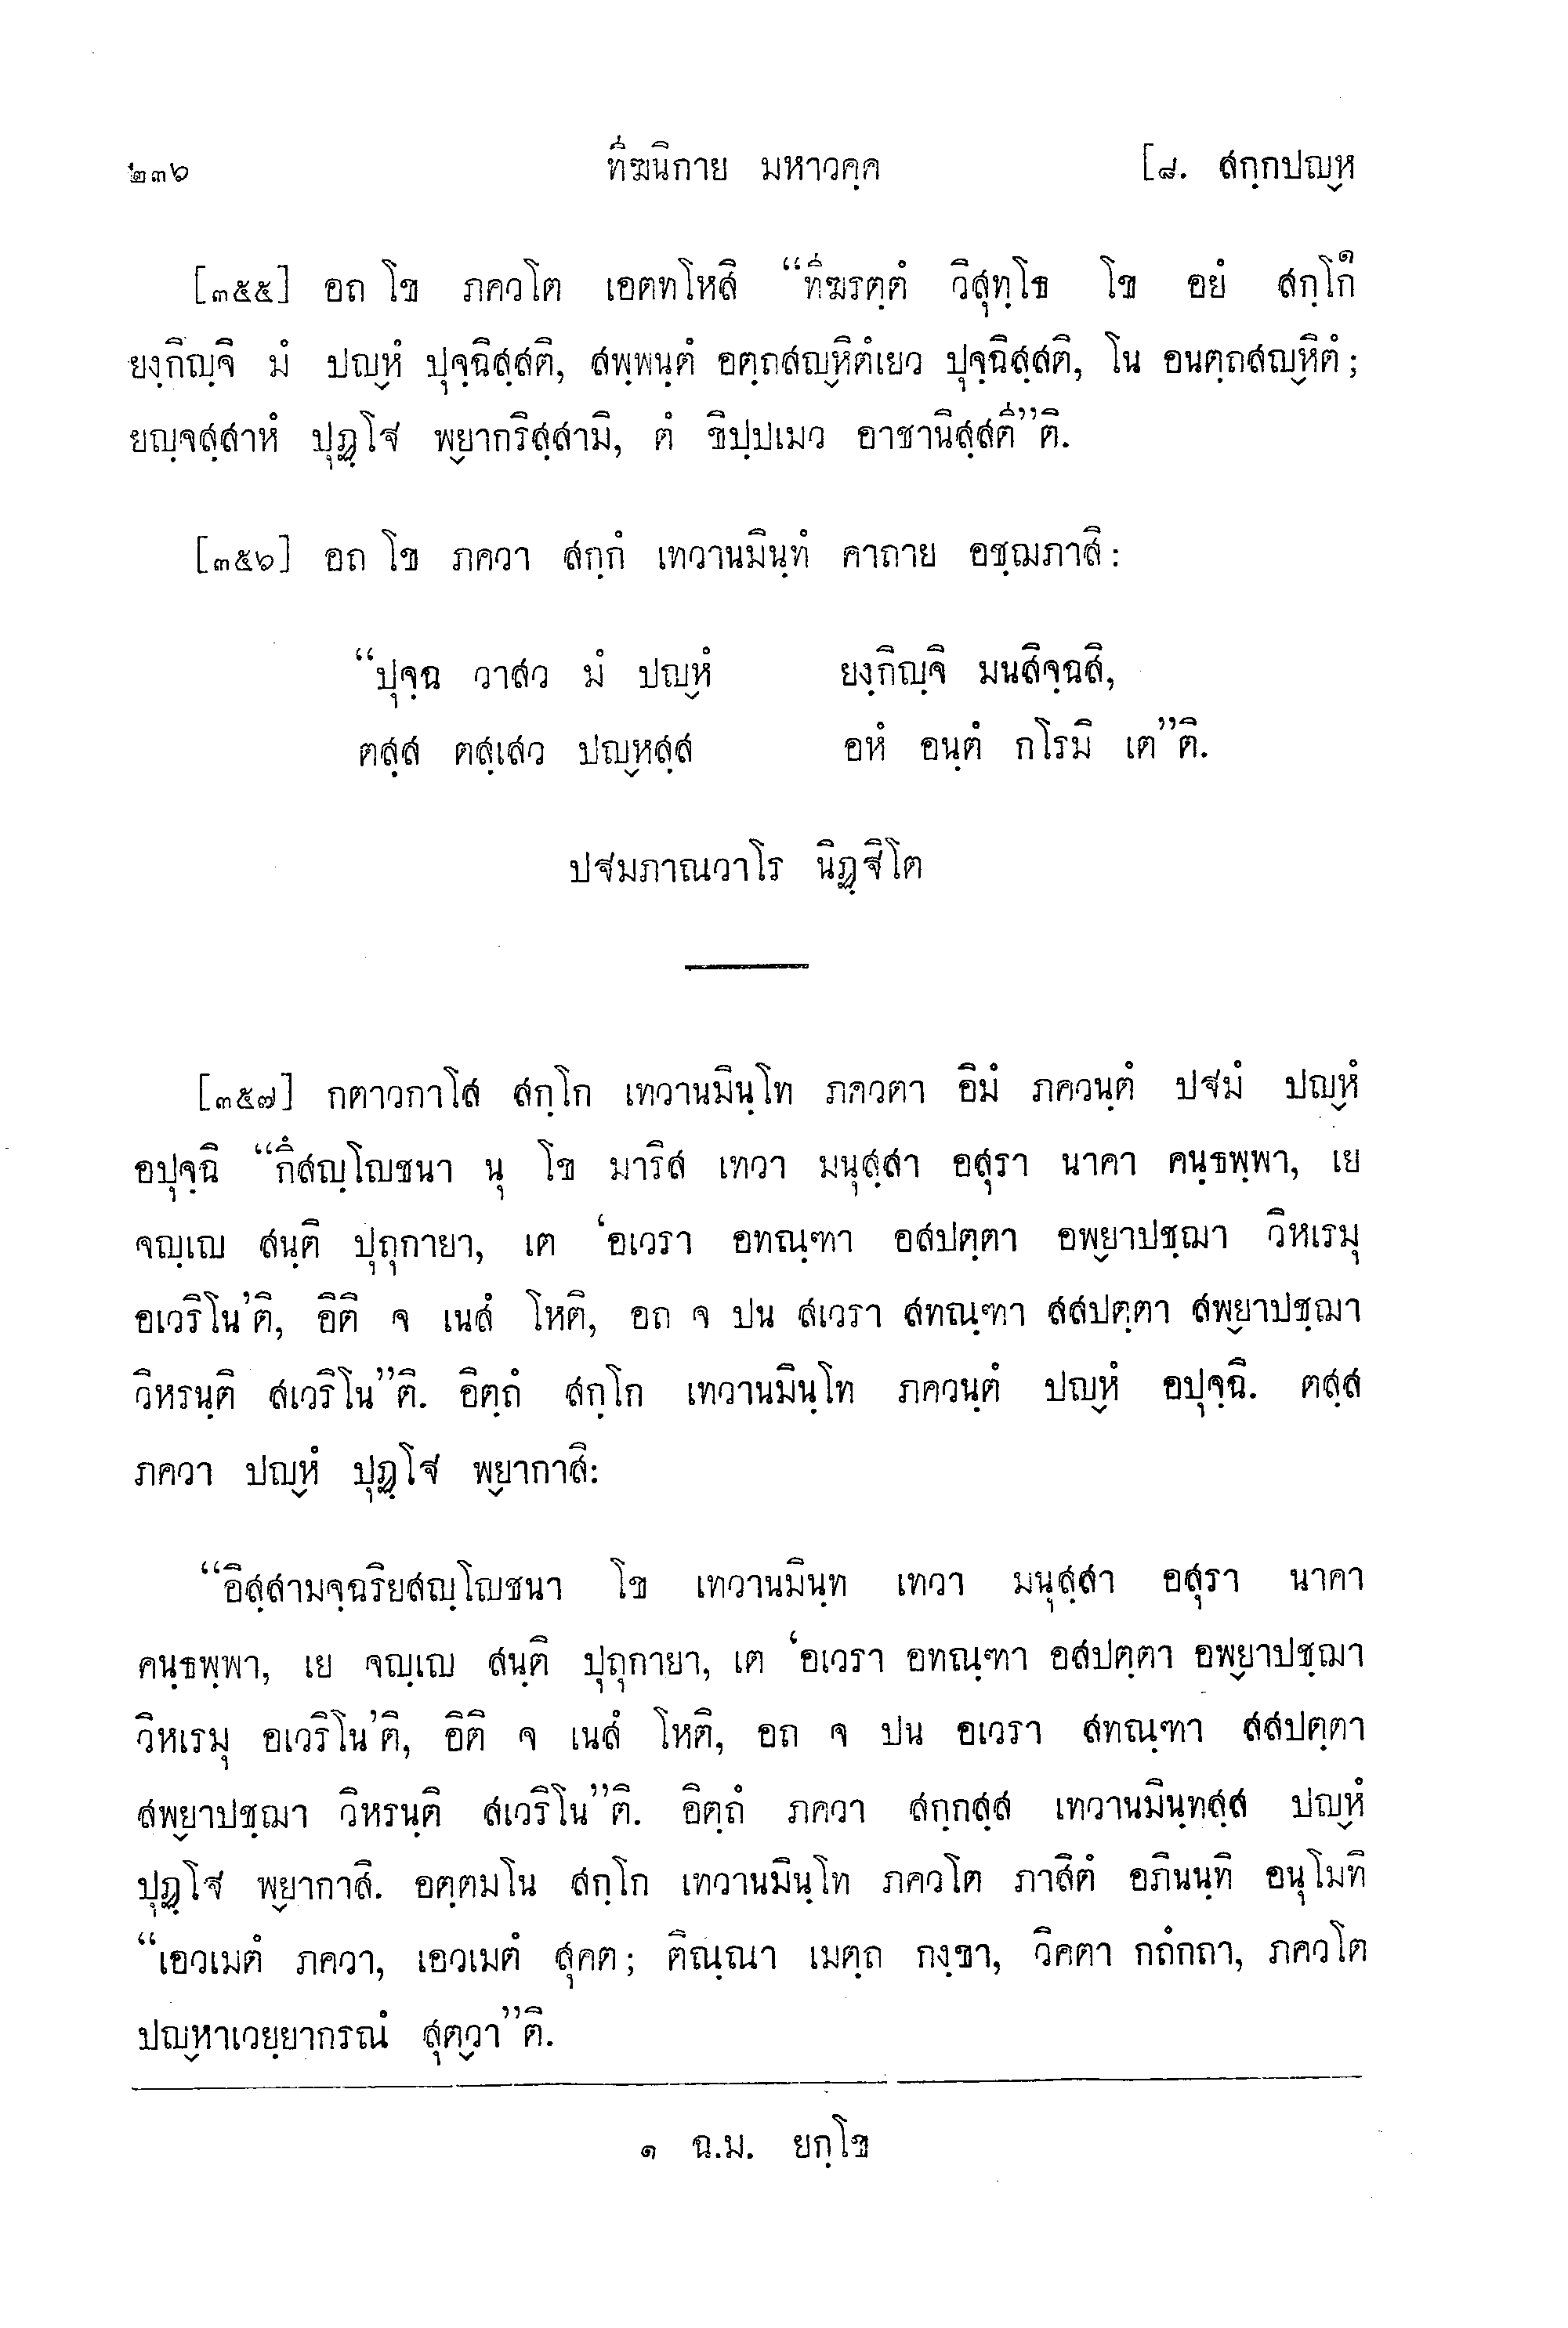 ๒๓๖ ทีฆนิกาย มหาวคฺค [๘. สกฺกปญฺห
[๓๕๕] อถ โข ภควโต เอตทโหสิ “ทีฆรตฺตํ วิสุทฺโธ โข อยํ สกฺโก๑
ยงฺกิญฺจิ มํ ปญฺหํ ปุจฺฉิสฺสติ, สพฺพนฺตํ อตฺถสญฺหิตํเยว ปุจฺฉิสฺสติ, โน อนตฺถสญฺหิตํ;
ยญฺจสฺสาหํ ปุฏฺโฐ พฺยากริสฺสามิ, ตํ ขิปฺปเมว อาชานิสฺสตี”ติ.
[๓๕๖] อถ โข ภควา สกฺกํ เทวานมินฺทํ คาถาย อชฺฌภาสิ:
“ปุจฺฉ วาสว มํ ปญฺหํ ยงฺกิญฺจิ มนสิจฺฉสิ,
ตสฺส ตสฺเสว ปญฺหสฺส อหํ อนฺตํ กโรมิ เต”ติ.
ปฐมภาณวาโร นิฏฺฐิโต
[๓๕๗] กตาวกาโส สกฺโก เทวานมินฺโท ภควตา อิมํ ภควนฺตํ ปฐมํ ปญฺหํ
อปุจฺฉิ “กึสญฺโญชนา นุ โข มาริส เทวา มนุสฺสา อสุรา นาคา คนฺธพฺพา, เย
จญฺเญ สนฺติ ปุถุกายา, เต ‘อเวรา อทณฺฑา อสปตฺตา อพฺยาปชฺฌา วิหเรมุ
อเวริโน’ติ, อิติ จ เนสํ โหติ, อถ จ ปน สเวรา สทณฺฑา สสปตฺตา สพฺยาปชฺฌา
วิหรนฺติ สเวริโน”ติ. อิตฺถํ สกฺโก เทวานมินฺโท ภควนฺตํ ปญฺหํ อปุจฺฉิ. ตสฺส
ภควา ปญฺหํ ปุฏฺโฐ พฺยากาสิ:
“อิสฺสามจฺฉริยสญฺโญชนา โข เทวานมินฺท เทวา มนุสฺสา อสุรา นาคา
คนฺธพฺพา, เย จญฺเญ สนฺติ ปุถุกายา, เต ‘อเวรา อทณฺฑา อสปตฺตา อพฺยาปชฺฌา
วิหเรมุ อเวริโน’ติ, อิติ จ เนสํ โหติ, อถ จ ปน อเวรา สทณฺฑา สสปตฺตา
สพฺยาปชฺฌา วิหรนฺติ สเวริโน”ติ. อิตฺถํ ภควา สกฺกสฺส เทวานมินฺทสฺส ปญฺหํ
ปุฏฺโฐ พฺยากาสิ. อตฺตมโน สกฺโก เทวานมินฺโท ภควโต ภาสิตํ อภินนฺทิ อนุโมทิ
“เอวเมตํ ภควา, เอวเมตํ สุคต; ติณฺณา เมตฺถ กงฺขา, วิคตา กถํกถา, ภควโต
ปญฺหาเวยฺยากรณํ สุตฺวา”ติ.
๑ ฉ.ม. ยกฺโข